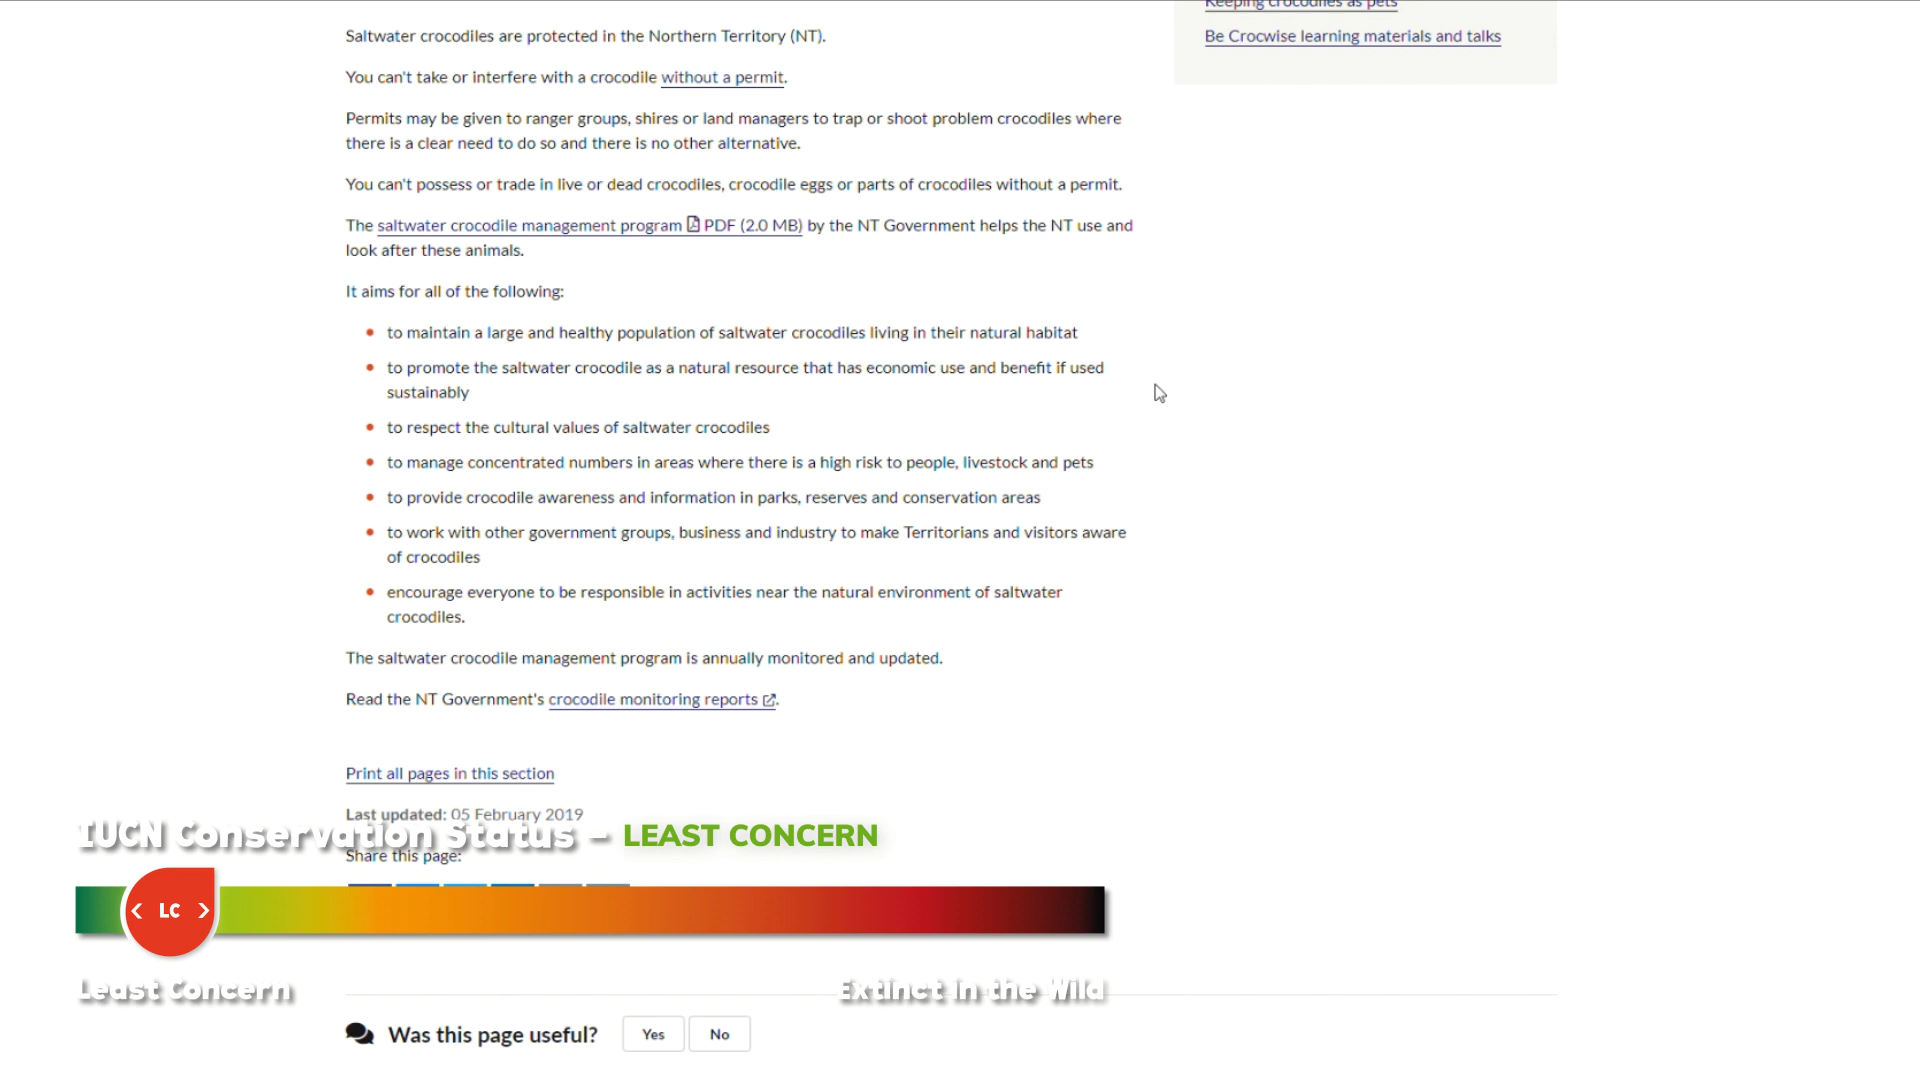 Keeping crocodiles as pets
Be Crocwise learning materials and talks
Saltwater crocodiles are protected in the Northern Territory (NT).
You can't take or interfere with a crocodile without a permit.
Permits may be given to ranger groups, shires or land managers to trap or shoot problem crocodiles where
there is a clear need to do so and there is no other alternative.
You can't possess or trade in live or dead crocodiles, crocodile eggs or parts of crocodiles without a permit.
The saltwater crocodile management program PDF (2.0 MB) by the NT Government helps the NT use and
look after these animals.
It aims for all of the following:
to maintain a large and healthy population of saltwater crocodiles living in their natural habitat
to promote the saltwater crocodile as a natural resource that has economic use and benefit if used
sustainably
to respect the cultural values of saltwater crocodiles
to manage concentrated numbers in areas where there is a high risk to people, livestock and pets
to provide crocodile awareness and information in parks, reserves and conservation areas
to work with other government groups, business and industry to make Territorians and visitors aware
of crocodiles
encourage everyone to be responsible in activities near the natural environment of saltwater
crocodiles.
The saltwater crocodile management program is annually monitored and updated.
Read the NT Government's crocodile monitoring reports.
Print all pages in this section
Last updated: 05 February 2019
IUCN Conservation Status - LEAST CONCERN
Share this page:
< LC >
Least Concern
Extinct in the Wild
Was this page useful? Yes No